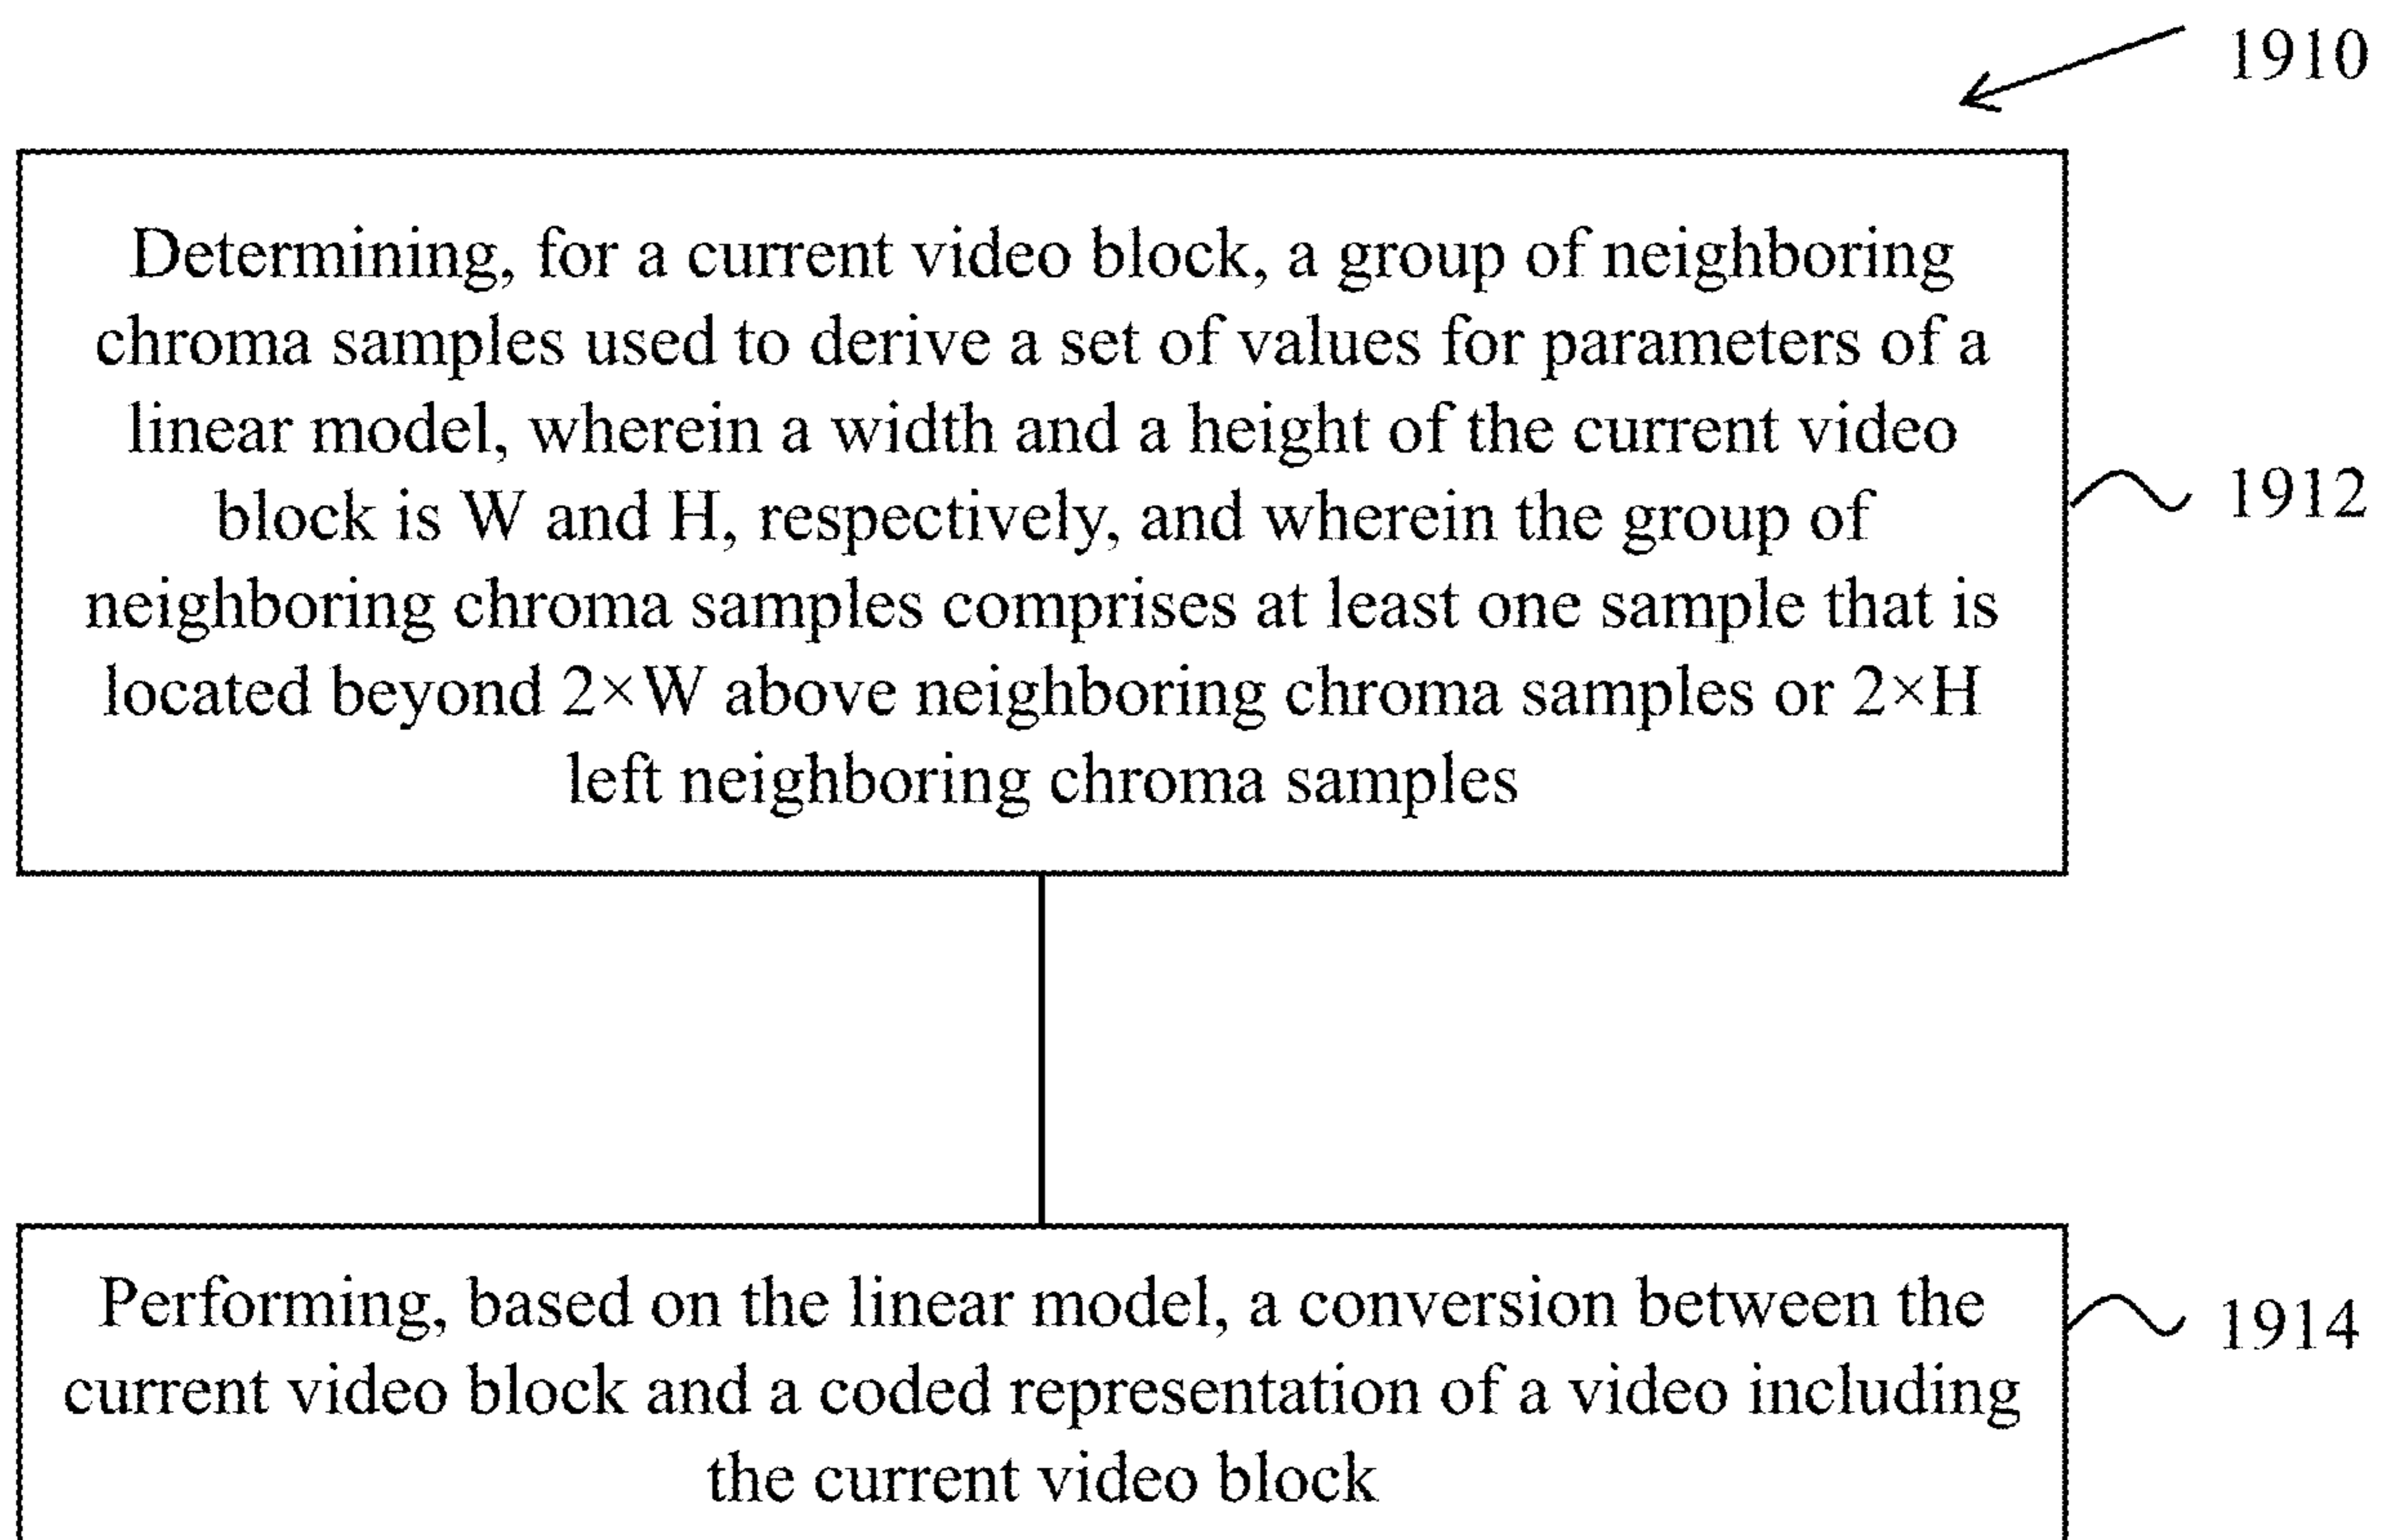 1910
Determining, for a current video block, a group of neighboring
chroma samples used to derive a set of values for parameters of a
linear model, wherein a width and a height of the current video
block is W and H, respectively, and wherein the group of
neighboring chroma samples comprises at least one sample that is
located beyond 2×W above neighboring chroma samples or 2×H
left neighboring chroma samples
1912
Performing, based on the linear model, a conversion between the
current video block and a coded representation of a video including
the current video block
1914